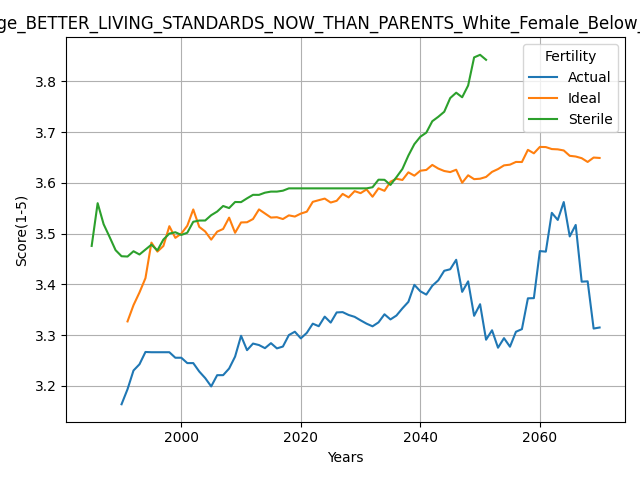 ge_BETTER_LIVING_STANDARDS_NOW_THAN_PARENTS_White_Female_Below_
Fertility
Actual
Ideal
Sterile
Score(1-5)
3.8
3.7
3.6
3.5
3.4
3.3
3.2
2000 2020 2040 2060
Years